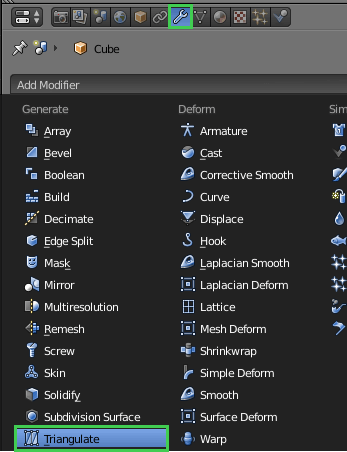 Cube
Add Modifier
Generate
Array
Bevel
Boolean
Build
Decimate
Edge Split
Mask
Mirror
Multiresolution
Remesh
Screw
Skin
Solidify
Subdivision Surface
Triangulate
Deform
Armature
Cast
Corrective Smooth
Curve
Displace
Hook
Laplacian Smooth
Laplacian Deform
Lattice
Mesh Deform
Shrinkwrap
Simple Deform
Smooth
Surface Deform
Warp
Sim